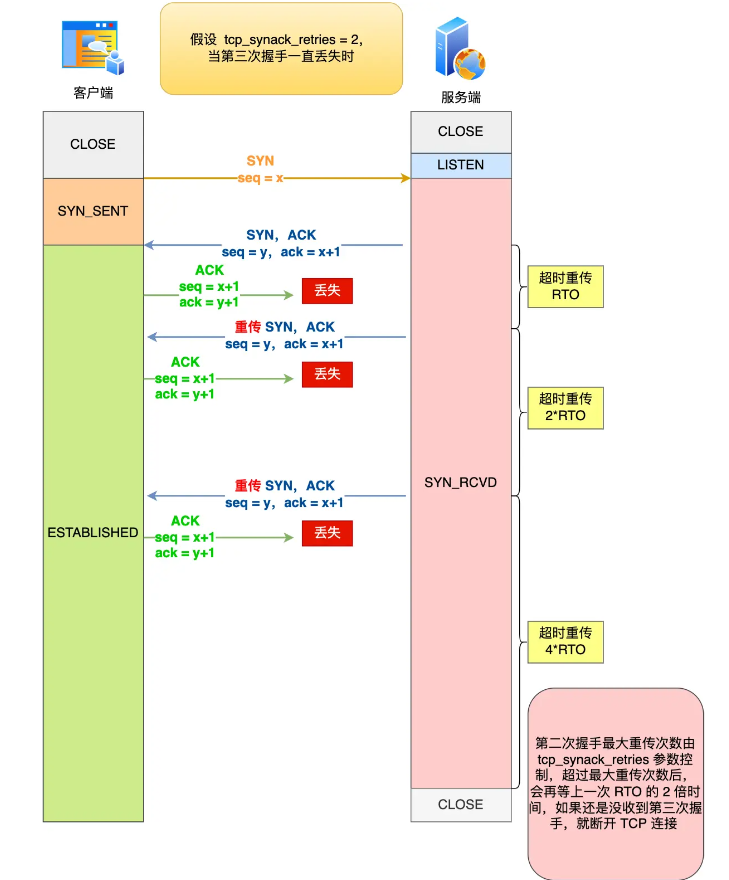 假设 tcp_synack_retries = 2，
当第三次握手一直丢失时
客户端
服务端
CLOSE
CLOSE
LISTEN
SYN
seq = x
SYN_SENT
SYN，ACK
seq = y，ack = x+1
ACK
seq = x+1
ack = y+1
丢失
超时重传
RTO
重传 SYN，ACK
seq = y，ack = x+1
ACK
seq = x+1
ack = y+1
丢失
超时重传
2*RTO
SYN_RCVD
重传 SYN，ACK
seq = y，ack = x+1
ESTABLISHED
ACK
seq = x+1
ack = y+1
丢失
超时重传
4*RTO
第二次握手最大重传次数由
tcp_synack_retries 参数控
制，超过最大重传次数后，
会再等上一次 RTO 的 2 倍时
间，如果还是没收到第三次握
手，就断开 TCP 连接
CLOSE